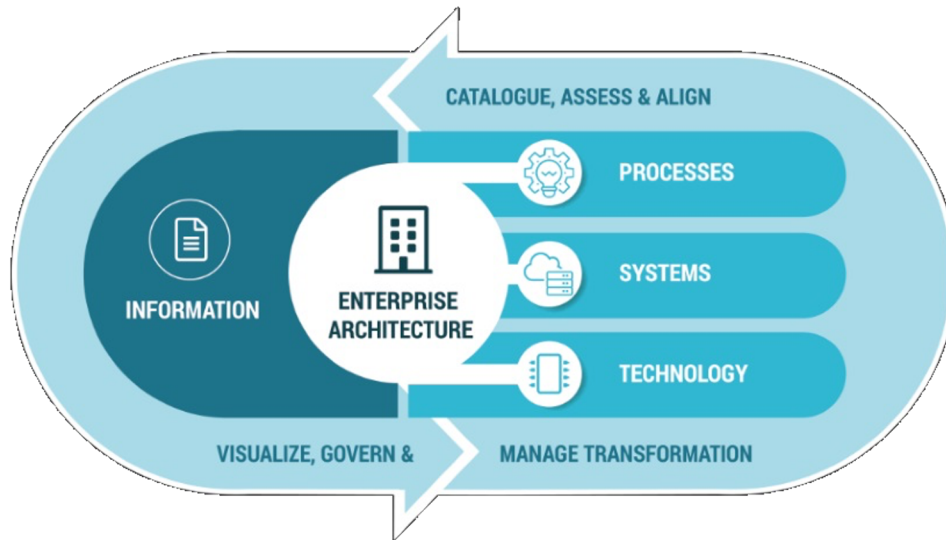 CATALOGUE, ASSESS & ALIGN
INFORMATION
ENTERPRISE
ARCHITECTURE
PROCESSES
SYSTEMS
TECHNOLOGY
VISUALIZE, GOVERN & MANAGE TRANSFORMATION